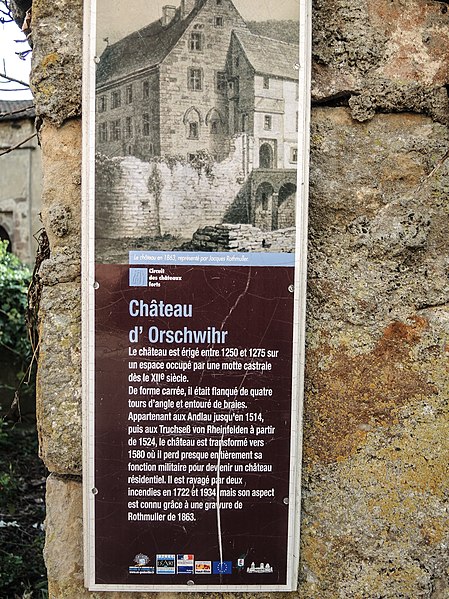 Le château en 1863, représenté par Jacques Rothmuller.
Circuit
des châteaux
forts
Château
d' Orschwihr
Le château est érigé entre 1250 et 1275 sur
un espace occupé par une motte castrale
dès le XIIe siècle.
De forme carrée, il était flanqué de quatre
tours d'angle et entouré de braies.
Appartenant aux Andlau jusqu'en 1514,
puis aux Truchseß von Rheinfelden à partir
de 1524, le château est transformé vers
1580 où il perd presque entièrement sa
fonction militaire pour devenir un château
résidentiel. Il est ravagé par deux
incendies en 1722 et 1934 mais son aspect
est connu grâce à une gravure de
Rothmuller de 1863.